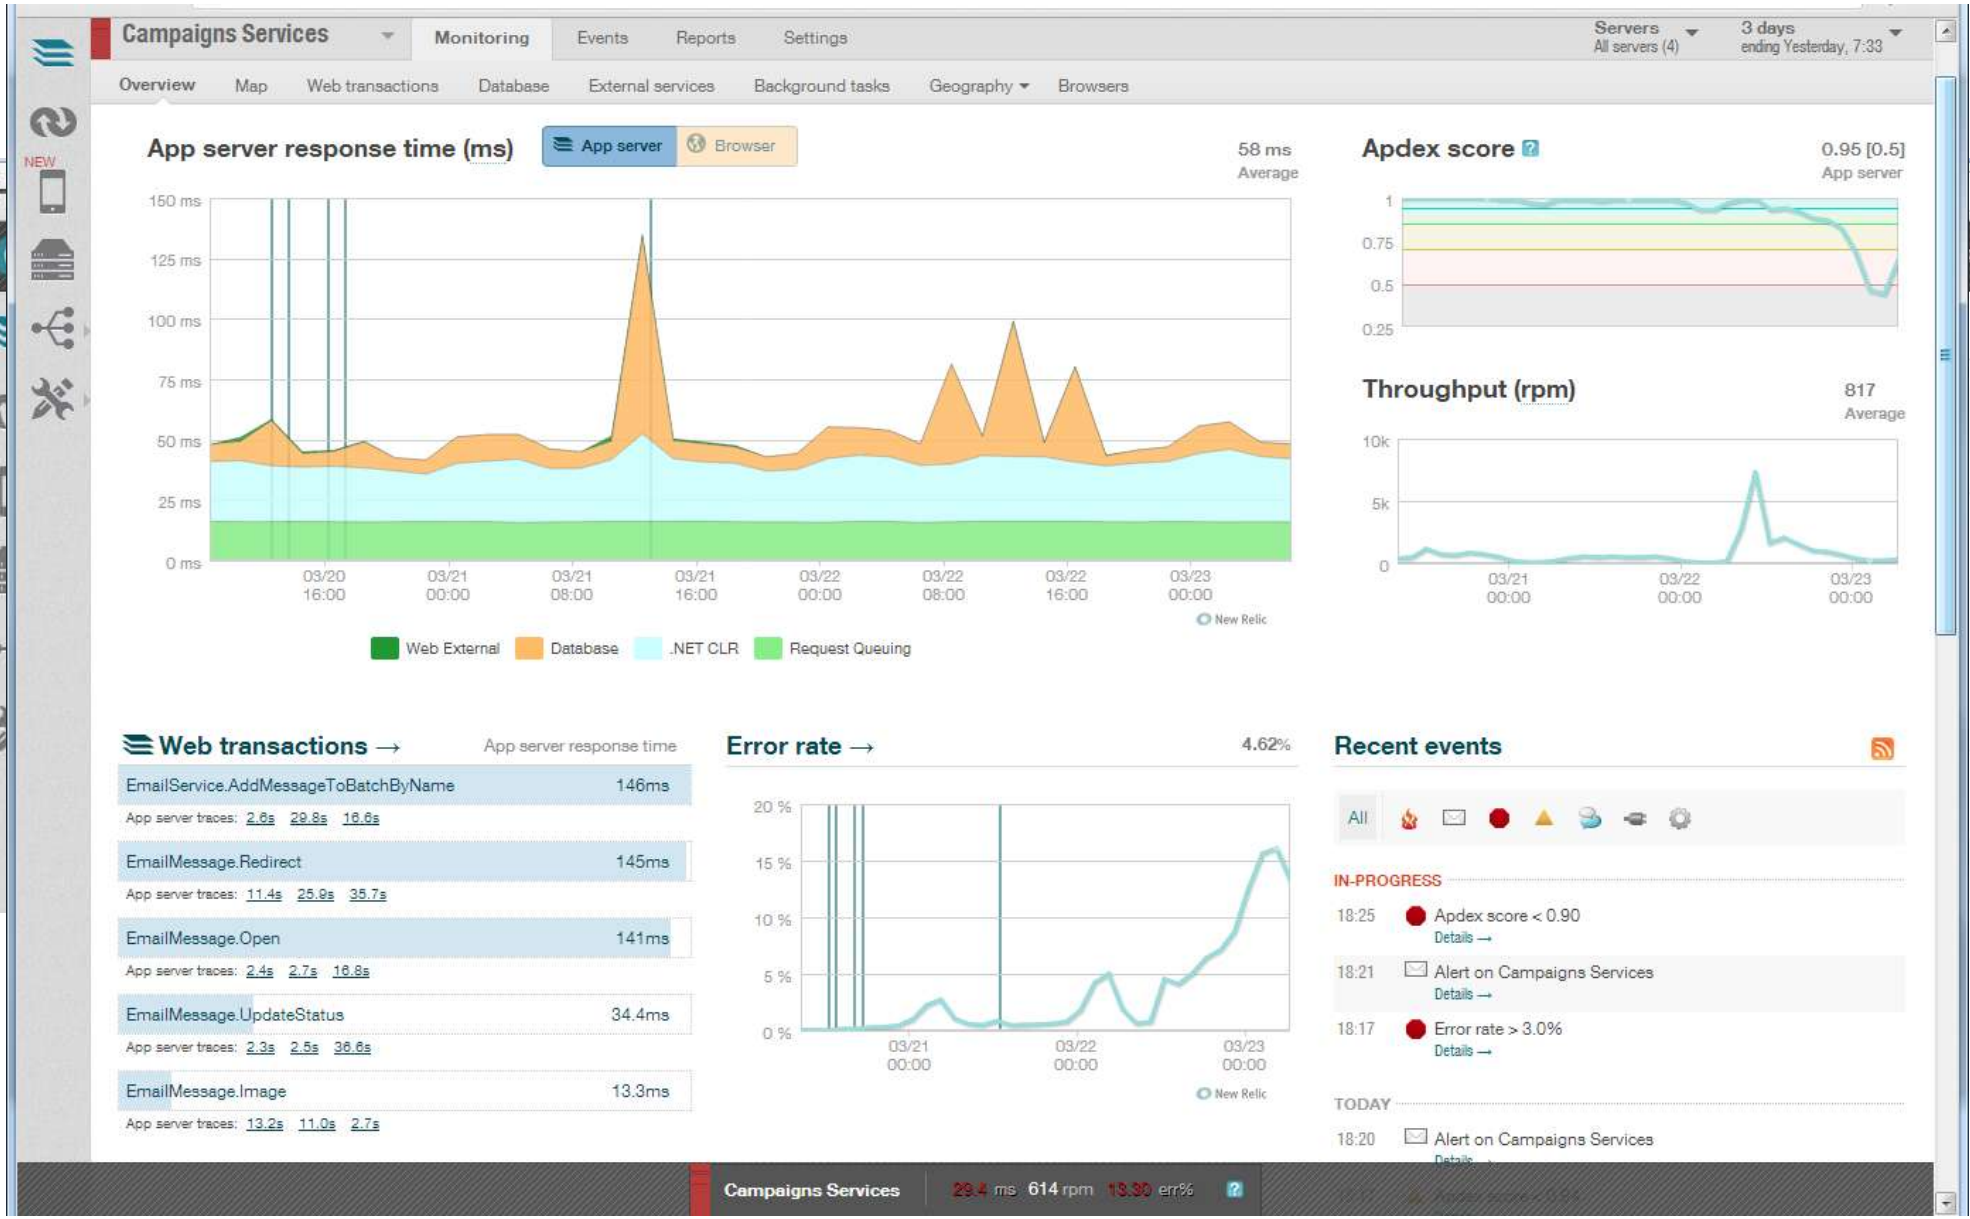 Campaigns Services
Monitoring Events Reports Settings
Servers
All servers (4)
3 days
ending Yesterday, 7:33
Overview Map Web transactions Database External services Background tasks Geography Browsers
NEW
App server response time (ms)
App server Browser
58 ms
Average
150 ms
125 ms
100 ms
75 ms
50 ms
25 ms
0 ms
03/20 03/21 03/21 03/21 03/22 03/22 03/22 03/23
16:00 00:00 08:00 16:00 00:00 08:00 16:00 00:00
New Relic
Web External Database .NET CLR Request Queuing
Apdex score ?
0.95 [0.5]
App server
1
0.75
0.5
0.25
Throughput (rpm)
817
Average
10k
5k
0
03/21 03/22 03/23
00:00 00:00 00:00
Web transactions → App server response time
EmailService.AddMessageToBatchByName 146ms
App server traces: 2.6s 29.8s 16.6s
EmailMessage.Redirect 145ms
App server traces: 11.4s 25.9s 35.7s
EmailMessage.Open 141ms
App server traces: 2.4s 2.7s 16.8s
EmailMessage.UpdateStatus 34.4ms
App server traces: 2.3s 2.5s 36.6s
EmailMessage.Image 13.3ms
App server traces: 13.2s 11.0s 2.7s
Error rate → 4.62%
20 %
15 %
10 %
5 %
0 %
03/21 03/22 03/23
00:00 00:00 00:00
New Relic
Recent events
All
IN-PROGRESS
18:25 Apdex score < 0.90
Details →
18:21 Alert on Campaigns Services
Details →
18:17 Error rate > 3.0%
Details →
TODAY
18:20 Alert on Campaigns Services
Details →
Campaigns Services 29.4 ms 614 rpm 13.30 err% ?